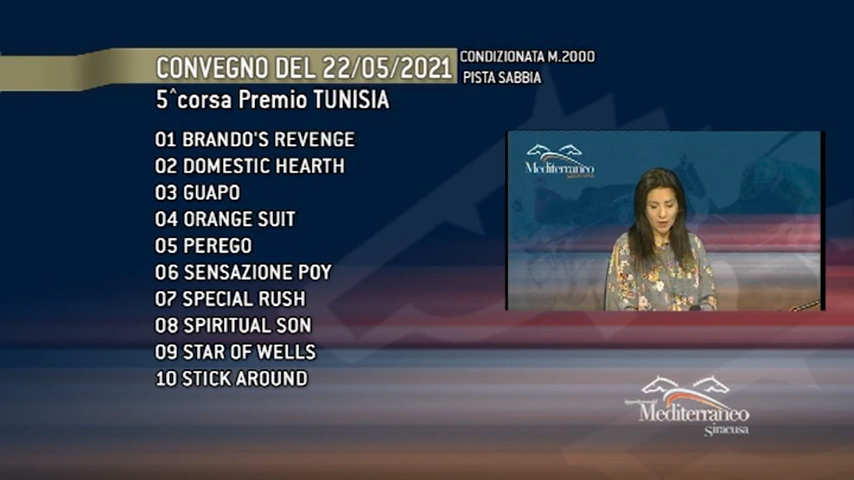 CONVEGNO DEL 22/05/2021
CONDIZIONATA M.2000
PISTA SABBIA
5^corsa Premio TUNISIA
01 BRANDO'S REVENGE
02 DOMESTIC HEARTH
03 GUAPO
04 ORANGE SUIT
05 PEREGO
06 SENSAZIONE POY
07 SPECIAL RUSH
08 SPIRITUAL SON
09 STAR OF WELLS
10 STICK AROUND
Mediterraneo
Mediterraneo
Siracusa